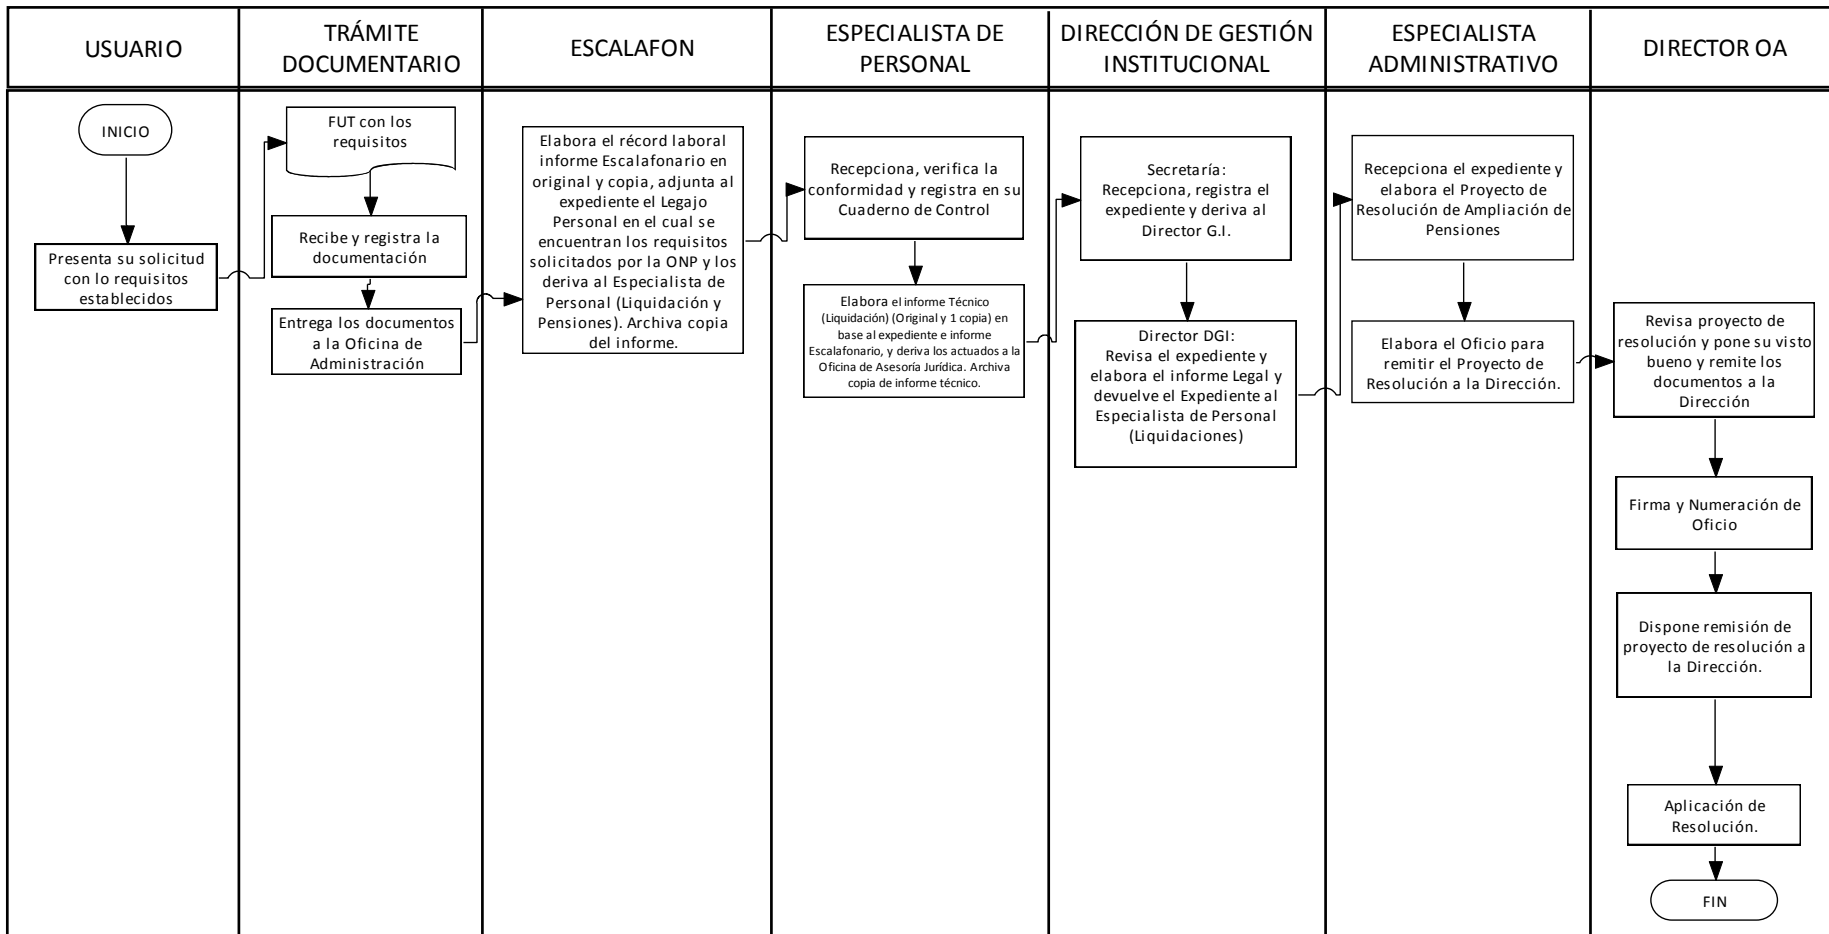 USUARIO
TRÁMITE
DOCUMENTARIO
ESCALAFON
ESPECIALISTA DE
PERSONAL
DIRECCIÓN DE GESTIÓN
INSTITUCIONAL
ESPECIALISTA
ADMINISTRATIVO
DIRECTOR OA
INICIO
Presenta su solicitud
con lo requisitos
establecidos
FUT con los
requisitos
Recibe y registra la
documentación
Entrega los documentos
a la Oficina de
Administración
Elabora el récord laboral
informe Escalafonario en
original y copia, adjunta al
expediente el Legajo
Personal en el cual se
encuentran los requisitos
solicitados por la ONP y los
deriva al Especialista de
Personal (Liquidación y
Pensiones). Archiva copia
del informe.
Recepciona, verifica la
conformidad y registra en su
Cuaderno de Control
Elabora el informe Técnico
(Liquidación) (Original y 1 copia) en
base al expediente e informe
Escalafonario, y deriva los actuados a la
Oficina de Asesoría Jurídica. Archiva
copia de informe técnico.
Secretaría:
Recepciona, registra el
expediente y deriva al
Director G.I.
Director DGI:
Revisa el expediente y
elabora el informe Legal y
devuelve el Expediente al
Especialista de Personal
(Liquidaciones)
Recepciona el expediente y
elabora el Proyecto de
Resolución de Ampliación de
Pensiones
Elabora el Oficio para
remitir el Proyecto de
Resolución a la Dirección.
Revisa proyecto de
resolución y pone su visto
bueno y remite los
documentos a la
Dirección
Firma y Numeración de
Oficio
Dispone remisión de
proyecto de resolución a
la Dirección.
Aplicación de
Resolución.
FIN